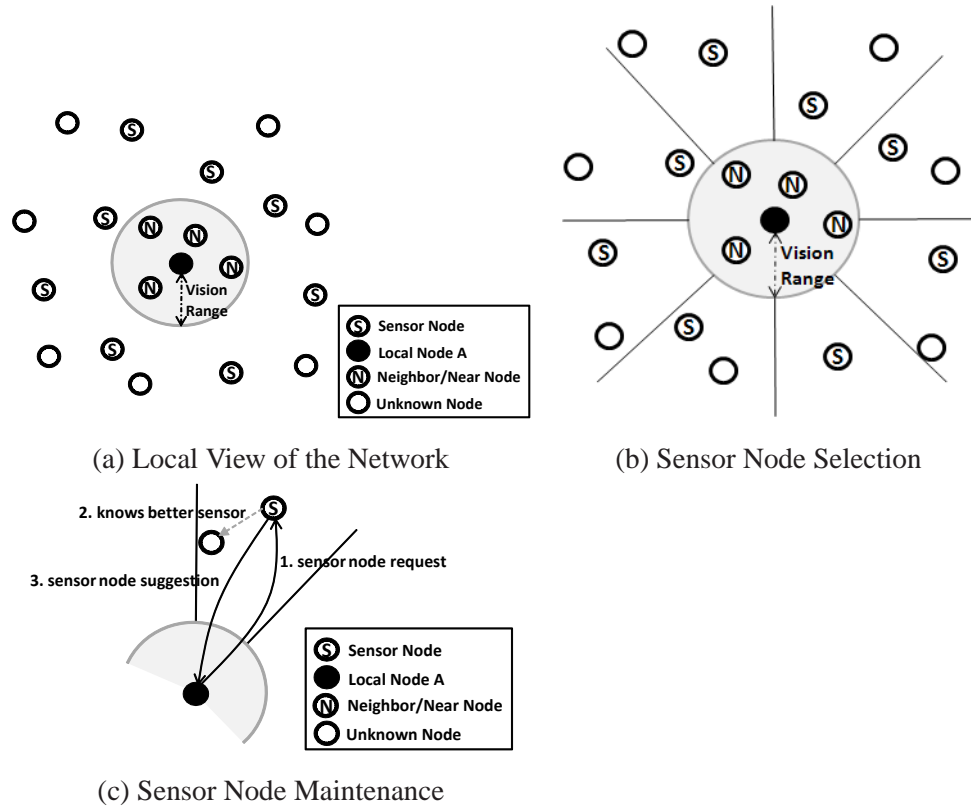 S
S
S
S
N
N
N
N
S
S
S
S
Vision
Range
S Sensor Node
Local Node A
N Neighbor/Near Node
Unknown Node
(a) Local View of the Network
S
S
S
S
N
N
N
N
S
S
S
S
Vision
Range
(b) Sensor Node Selection
S
2. knows better sensor
1. sensor node request
3. sensor node suggestion
S Sensor Node
Local Node A
N Neighbor/Near Node
Unknown Node
(c) Sensor Node Maintenance